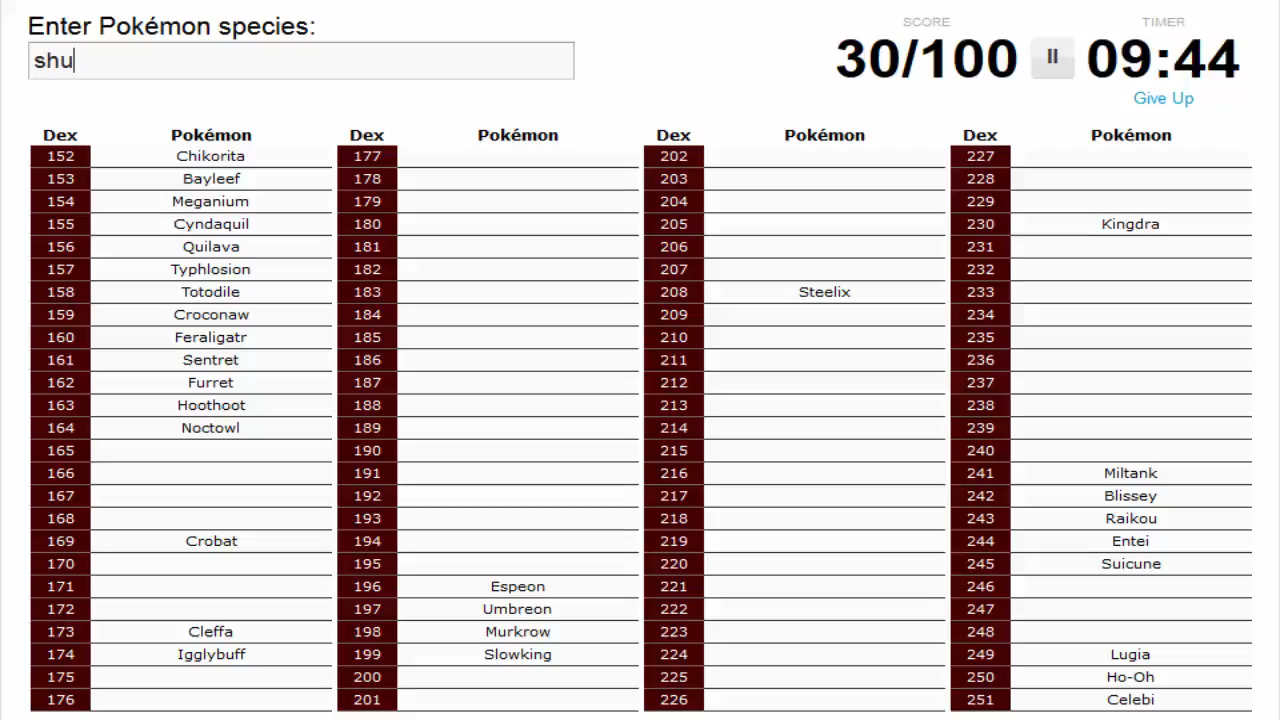 Enter Pokémon species:
shu
SCORE
30/100
II
TIMER
09:44
Give Up
Dex Pokémon Dex Pokémon Dex Pokémon Dex Pokémon
152 Chikorita 177 202 227
153 Bayleef 178 203 228
154 Meganium 179 204 229
155 Cyndaquil 180 205 230 Kingdra
156 Quilava 181 206 231
157 Typhlosion 182 207 232
158 Totodile 183 208 Steelix 233
159 Croconaw 184 209 234
160 Feraligatr 185 210 235
161 Sentret 186 211 236
162 Furret 187 212 237
163 Hoothoot 188 213 238
164 Noctowl 189 214 239
165 190 215 240
166 191 216 241 Miltank
167 192 217 242 Blissey
168 193 218 243 Raikou
169 Crobat 194 219 244 Entei
170 195 220 245 Suicune
171 196 Espeon 221 246
172 197 Umbreon 222 247
173 Cleffa 198 Murkrow 223 248
174 Igglybuff 199 Slowking 224 249 Lugia
175 200 225 250 Ho-Oh
176 201 226 251 Celebi